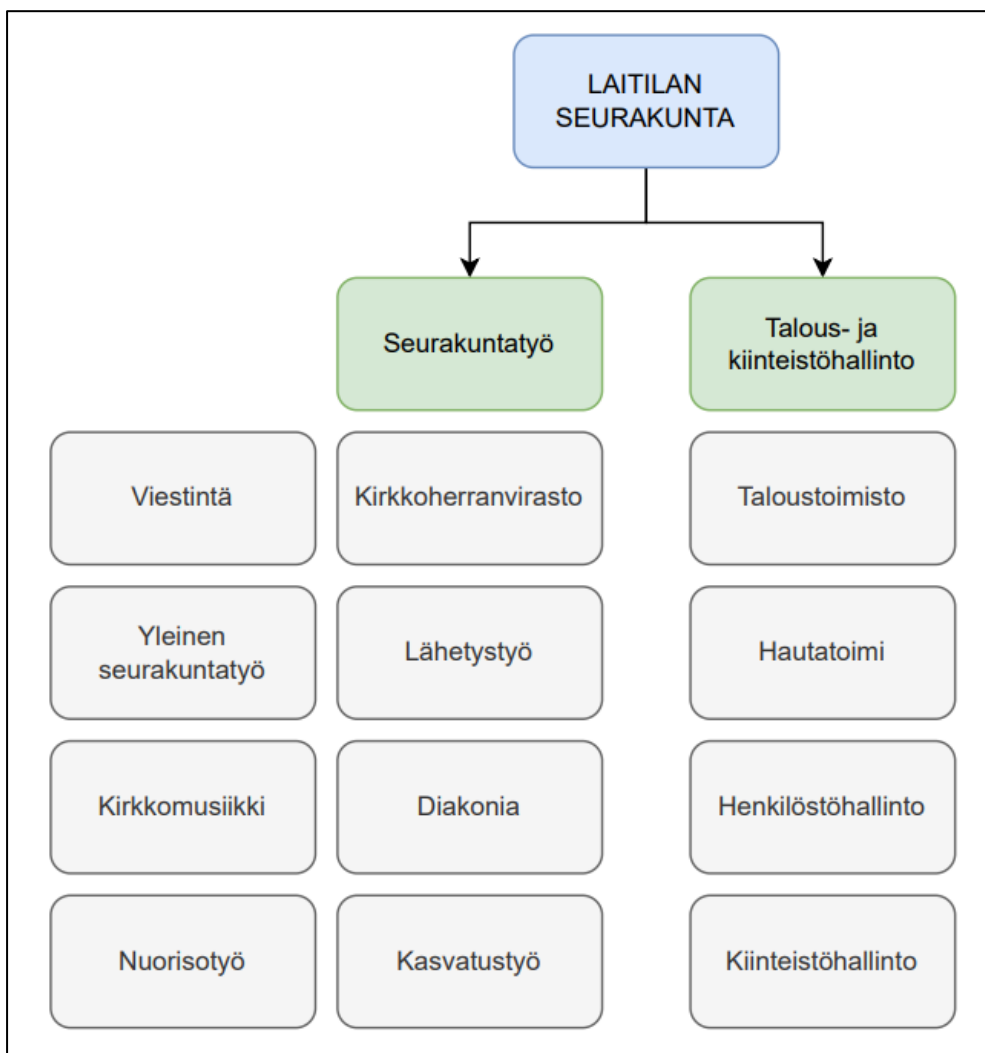 LAITILAN
SEURAKUNTA
Seurakuntatyö
Talous- ja
kiinteistöhallinto
Viestintä
Kirkkoherranvirasto
Taloustoimisto
Yleinen
seurakuntatyö
Lähetystyö
Hautatoimi
Kirkkomusiikki
Diakonia
Henkilöstöhallinto
Nuorisotyö
Kasvatustyö
Kiinteistöhallinto